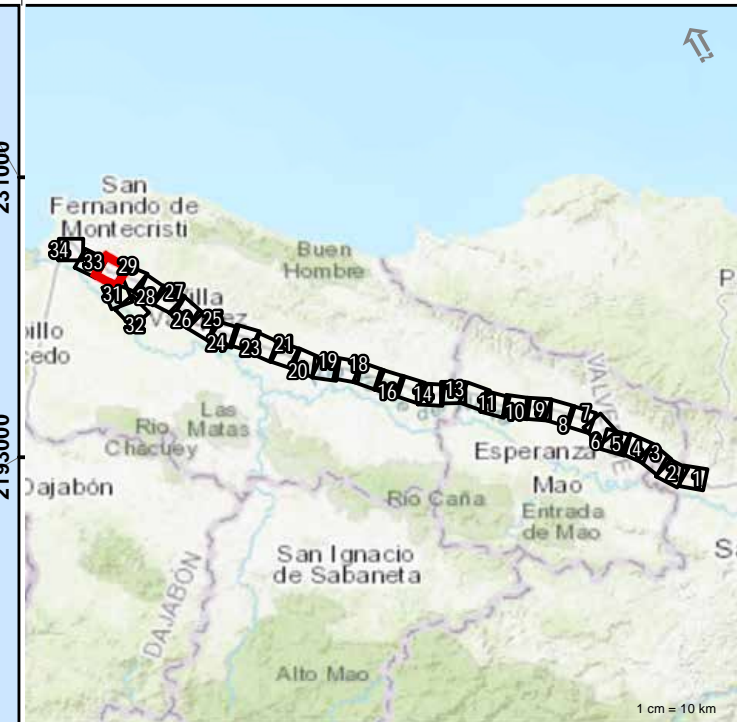 San
Fernando de
Montecristi
Buen
Hombre
P
34
33
29
31
28
27
illa
32
26
25
24
23
21
20
19
18
16
14
13
11
10
9
8
7
6
5
4
3
2
1
Las
Matas
Rio
Chacuey
Dajabón
Esperanza
Mao
Río Caña
Entrada
de Mao
San Ignacio
de Sabaneta
DAJABÓN
Alto Mao
2193000
1 cm = 10 km